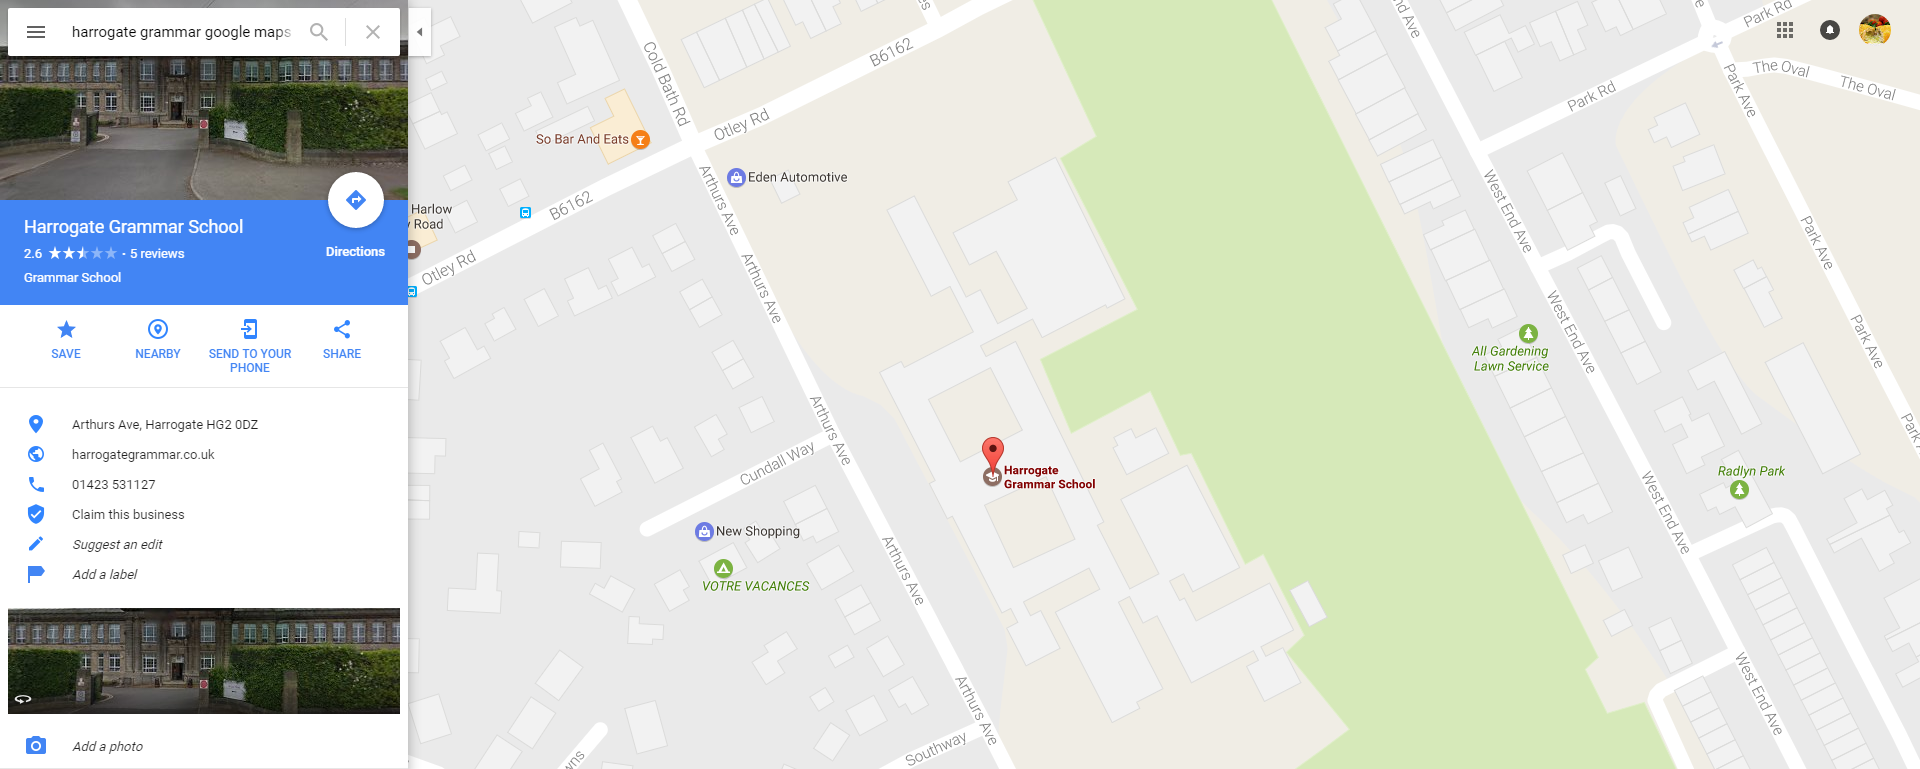 harrogate grammar google maps
Harrogate Grammar School
2.6
· 5 reviews
Directions
Grammar School
SAVE
NEARBY
SEND TO YOUR
PHONE
SHARE
Arthurs Ave, Harrogate HG2 0DZ
harrogategrammar.co.uk
01423 531127
Claim this business
Suggest an edit
Add a label
Add a photo
Cold Bath Rd
B6162
Otley Rd
So Bar And Eats
Eden Automotive
Arthurs Ave
B6162
Harlow
y Road
Otley Rd
Arthurs Ave
Arthurs Ave
Cundall Way
New Shopping
VOTRE VACANCES
Arthurs Ave
Arthurs Ave
Southway
wns
Harrogate
Grammar School
West End Ave
Park Rd
The Oval
The Oval
Park Ave
Park Rd
West End Ave
Park Ave
West End Ave
Park Ave
All Gardening
Lawn Service
Park
Radlyn Park
West End Ave
West End Ave